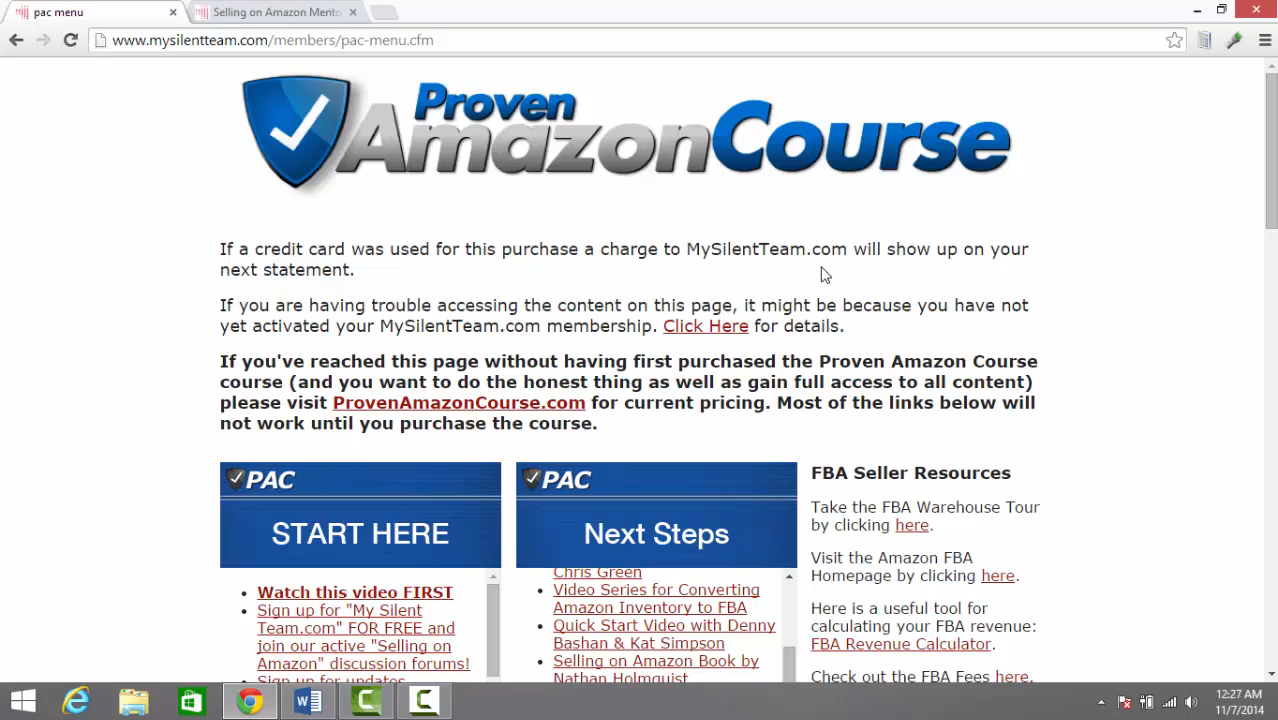 pac menu
Selling on Amazon Mento
www.mysilentteam.com/members/pac-menu.cfm
Proven
AmazonCourse
If a credit card was used for this purchase a charge to MySilentTeam.com will show up on your
next statement.
If you are having trouble accessing the content on this page, it might be because you have not
yet activated your MySilentTeam.com membership. Click Here for details.
If you've reached this page without having first purchased the Proven Amazon Course
course (and you want to do the honest thing as well as gain full access to all content)
please visit ProvenAmazonCourse.com for current pricing. Most of the links below will
not work until you purchase the course.
PAC
START HERE
Watch this video FIRST
Sign up for "My Silent
Team.com" FOR FREE and
join our active "Selling on
Amazon" discussion forums!
Sign up for updates
PAC
Next Steps
Chris Green
Video Series for Converting
Amazon Inventory to FBA
Quick Start Video with Denny
Bashan & Kat Simpson
Selling on Amazon Book by
Nathan Holmquist
FBA Seller Resources
Take the FBA Warehouse Tour
by clicking here.
Visit the Amazon FBA
Homepage by clicking here.
Here is a useful tool for
calculating your FBA revenue:
FBA Revenue Calculator.
Check out the FBA Fees here.
12:27 AM
11/7/2014